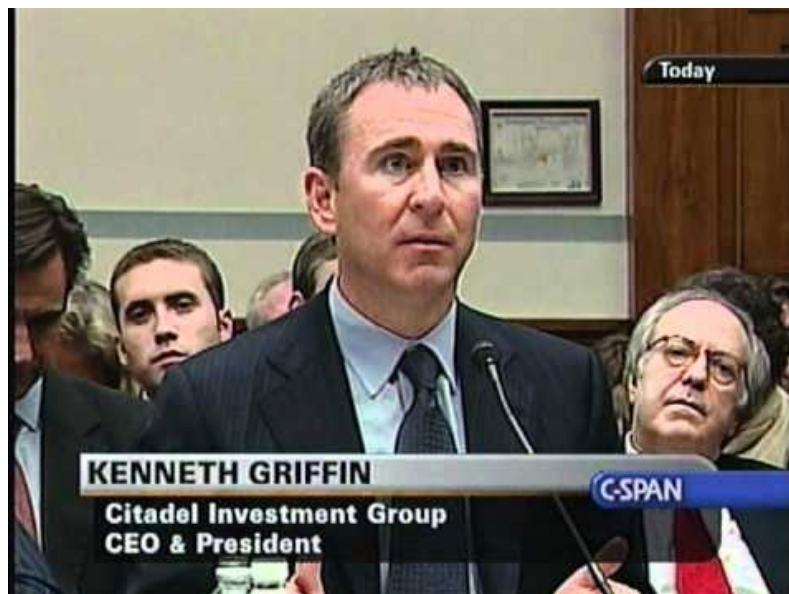 Today
KENNETH GRIFFIN
C-SPAN
Citadel Investment Group
CEO & President